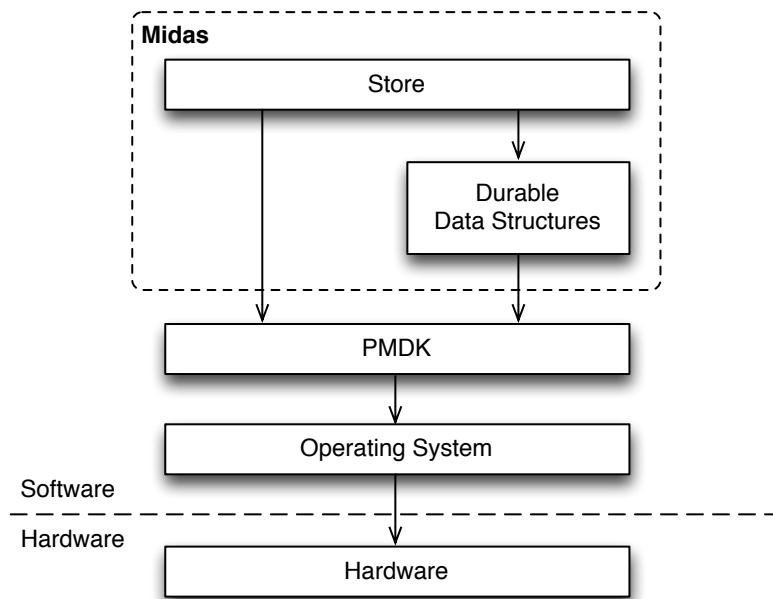 Midas
Store
Durable
Data Structures
PMDK
Operating System
Software
Hardware
Hardware